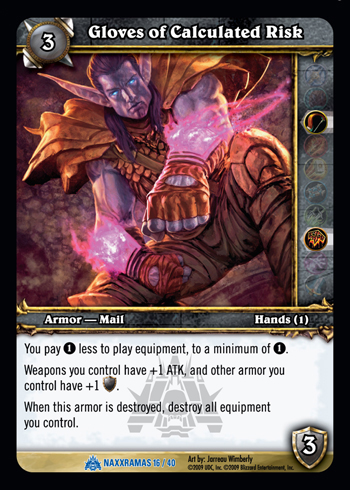 3
Gloves of Calculated Risk
Armor — Mail
Hands (1)
You pay 1 less to play equipment, to a minimum of 1.
Weapons you control have +1 ATK, and other armor you
control have +1 .
When this armor is destroyed, destroy all equipment
you control.
3
NAXXRAMAS 16 / 40
Art by: Jarreau Wimberly
©2009 UDC, Inc. ©2009 Blizzard Entertainment, Inc.